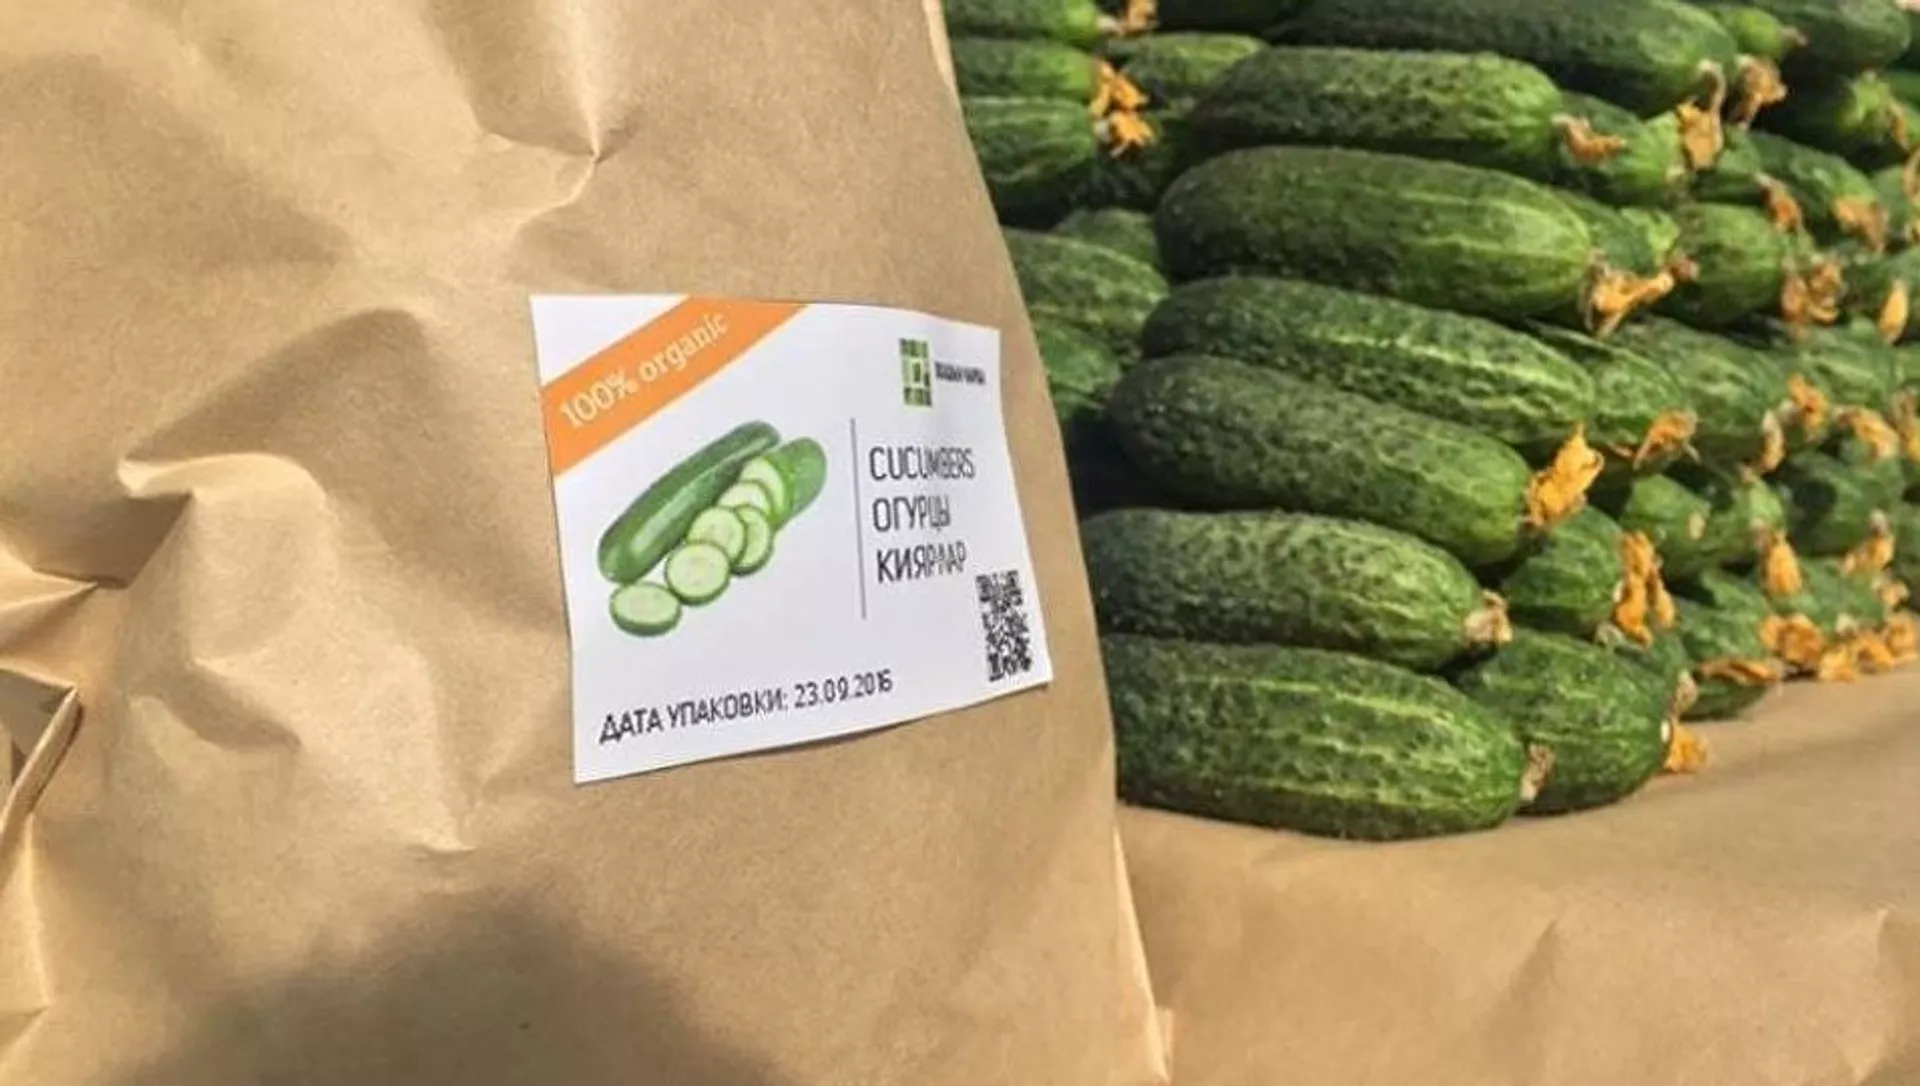 100% organic
CUCUMBERS
ОГУРЦЫ
КИЯРЛАР
ДАТА УПАКОВКИ: 23.09.2016